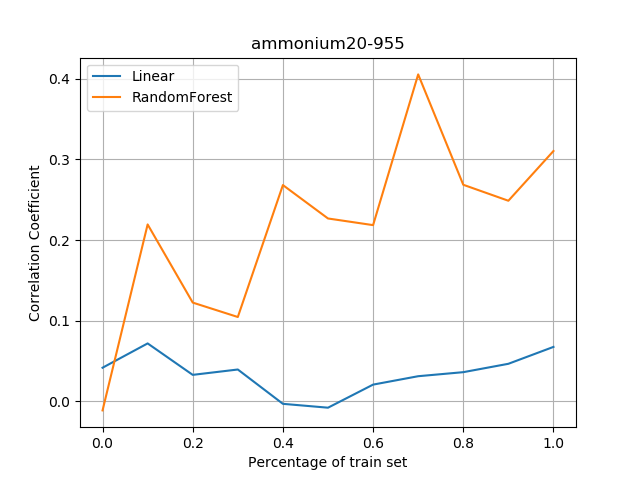 ammonium20-955
Linear
RandomForest
Correlation Coefficient
0.4
0.3
0.2
0.1
0.0
0.0 0.2 0.4 0.6 0.8 1.0
Percentage of train set